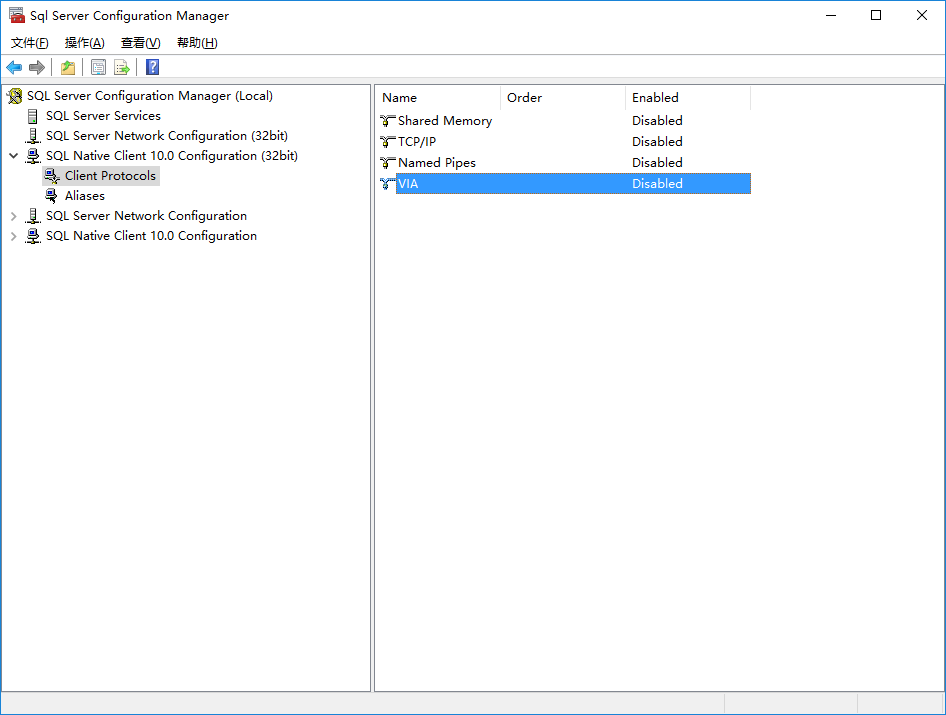 Sql Server Configuration Manager
文件(F) 操作(A) 查看(V) 帮助(H)
SQL Server Configuration Manager (Local)
SQL Server Services
SQL Server Network Configuration (32bit)
SQL Native Client 10.0 Configuration (32bit)
Client Protocols
Aliases
SQL Server Network Configuration
SQL Native Client 10.0 Configuration
Name Order Enabled
Shared Memory Disabled
TCP/IP Disabled
Named Pipes Disabled
VIA Disabled